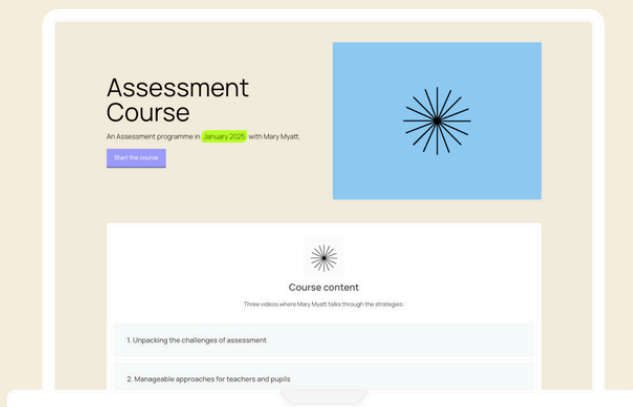 Assessment
Course
An Assessment programme in January 2025 with Mary Myatt.
Start the course
Course content
Three videos where Mary Myatt talks through the strategies:
1. Unpacking the challenges of assessment
2. Manageable approaches for teachers and pupils